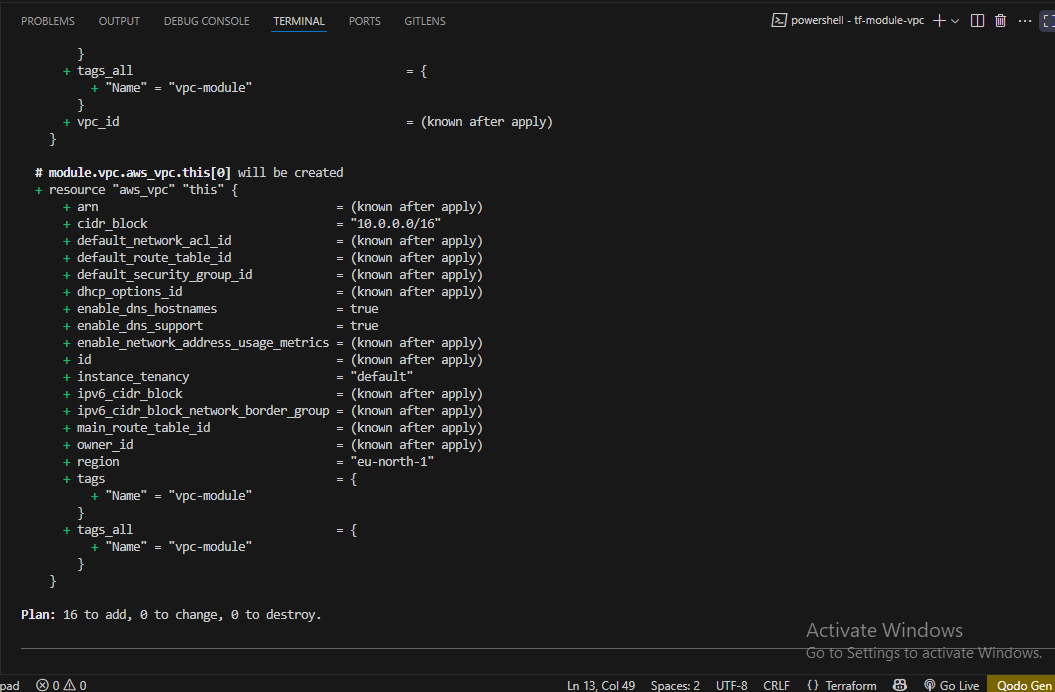 PROBLEMS OUTPUT DEBUG CONSOLE TERMINAL PORTS GITLENS powershell - tf-module-vpc
}
+ tags_all = {
+ "Name" = "vpc-module"
}
+ vpc_id = (known after apply)
}
# module.vpc.aws_vpc.this[0] will be created
+ resource "aws_vpc" "this" {
+ arn = (known after apply)
+ cidr_block = "10.0.0.0/16"
+ default_network_acl_id = (known after apply)
+ default_route_table_id = (known after apply)
+ default_security_group_id = (known after apply)
+ dhcp_options_id = (known after apply)
+ enable_dns_hostnames = true
+ enable_dns_support = true
+ enable_network_address_usage_metrics = (known after apply)
+ id = (known after apply)
+ instance_tenancy = "default"
+ ipv6_cidr_block = (known after apply)
+ ipv6_cidr_block_network_border_group = (known after apply)
+ main_route_table_id = (known after apply)
+ owner_id = (known after apply)
+ region = "eu-north-1"
+ tags = {
+ "Name" = "vpc-module"
}
+ tags_all = {
+ "Name" = "vpc-module"
}
}
Plan: 16 to add, 0 to change, 0 to destroy.
Activate Windows
Go to Settings to activate Windows.
pad 0 0 Ln 13, Col 49 Spaces: 2 UTF-8 CRLF {} Terraform Go Live Qodo Gen